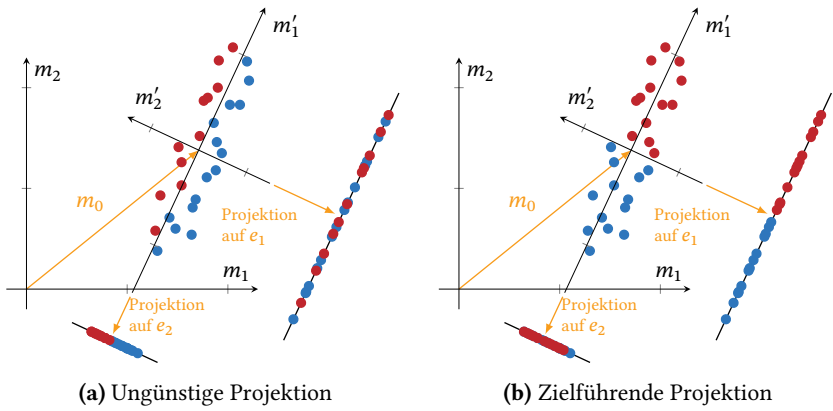 m₂
m′₁
m′₂
m₀
Projektion
auf e₁
m₁
Projektion
auf e₂
(a) Ungünstige Projektion
m₂
m′₁
m′₂
m₀
Projektion
auf e₁
m₁
Projektion
auf e₂
(b) Zielführende Projektion